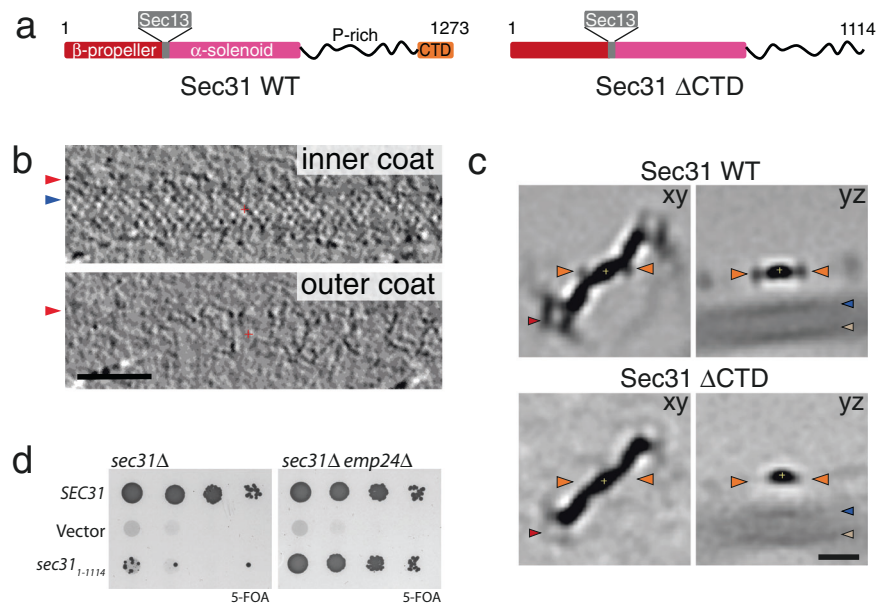 a
Sec13
1
1273
β-propeller
α-solenoid
P-rich
CTD
Sec31 WT
Sec13
1
1114
Sec31 ΔCTD
b
inner coat
outer coat
c
Sec31 WT
xy
yz
Sec31 ΔCTD
xy
yz
d
sec31Δ
sec31Δ emp24Δ
SEC31
Vector
sec31₁₋₁₁₁₄
5-FOA
5-FOA